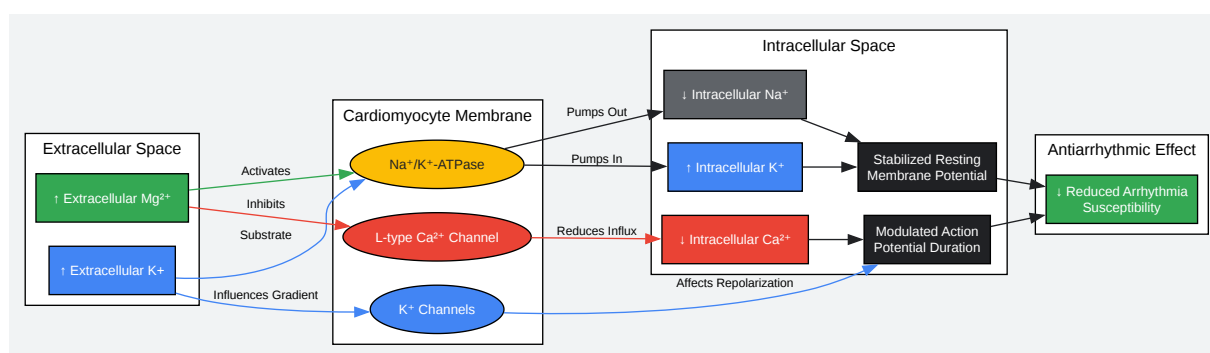 Extracellular Space
↑ Extracellular Mg²⁺
↑ Extracellular K+
Activates
Inhibits
Substrate
Influences Gradient
Cardiomyocyte Membrane
Na⁺/K⁺-ATPase
L-type Ca²⁺ Channel
K⁺ Channels
Pumps Out
Pumps In
Reduces Influx
Affects Repolarization
Intracellular Space
↓ Intracellular Na⁺
↑ Intracellular K⁺
↓ Intracellular Ca²⁺
Stabilized Resting
Membrane Potential
Modulated Action
Potential Duration
Antiarrhythmic Effect
↓ Reduced Arrhythmia
Susceptibility